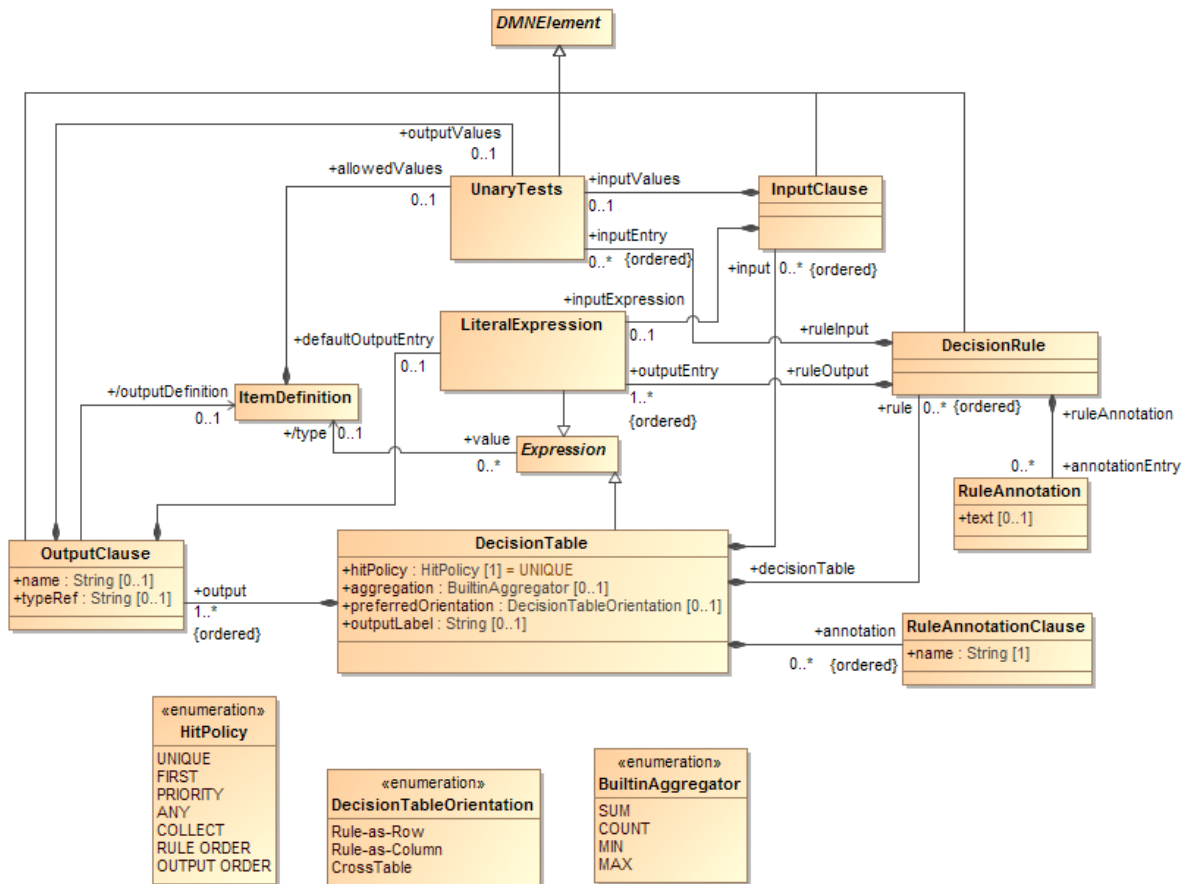 DMNElement
+outputValues
0..1
+allowedValues
0..1
UnaryTests
+inputValues
0..1
InputClause
+inputEntry
0..* {ordered}
+input 0..* {ordered}
+inputExpression
0..1
LiteralExpression
+defaultOutputEntry
0..1
+ruleInput
DecisionRule
+outputEntry
1..*
{ordered}
+ruleOutput
+rule 0..* {ordered}
+/outputDefinition
0..1
ItemDefinition
+/type 0..1
+value
0..*
Expression
+ruleAnnotation
0..*
+annotationEntry
RuleAnnotation
+text [0..1]
OutputClause
+name : String [0..1]
+typeRef : String [0..1]
+output
1..*
{ordered}
DecisionTable
+hitPolicy : HitPolicy [1] = UNIQUE
+aggregation : BuiltinAggregator [0..1]
+preferredOrientation : DecisionTableOrientation [0..1]
+outputLabel : String [0..1]
+decisionTable
+annotation
0..* {ordered}
RuleAnnotationClause
+name : String [1]
«enumeration»
HitPolicy
UNIQUE
FIRST
PRIORITY
ANY
COLLECT
RULE ORDER
OUTPUT ORDER
«enumeration»
DecisionTableOrientation
Rule-as-Row
Rule-as-Column
CrossTable
«enumeration»
BuiltinAggregator
SUM
COUNT
MIN
MAX